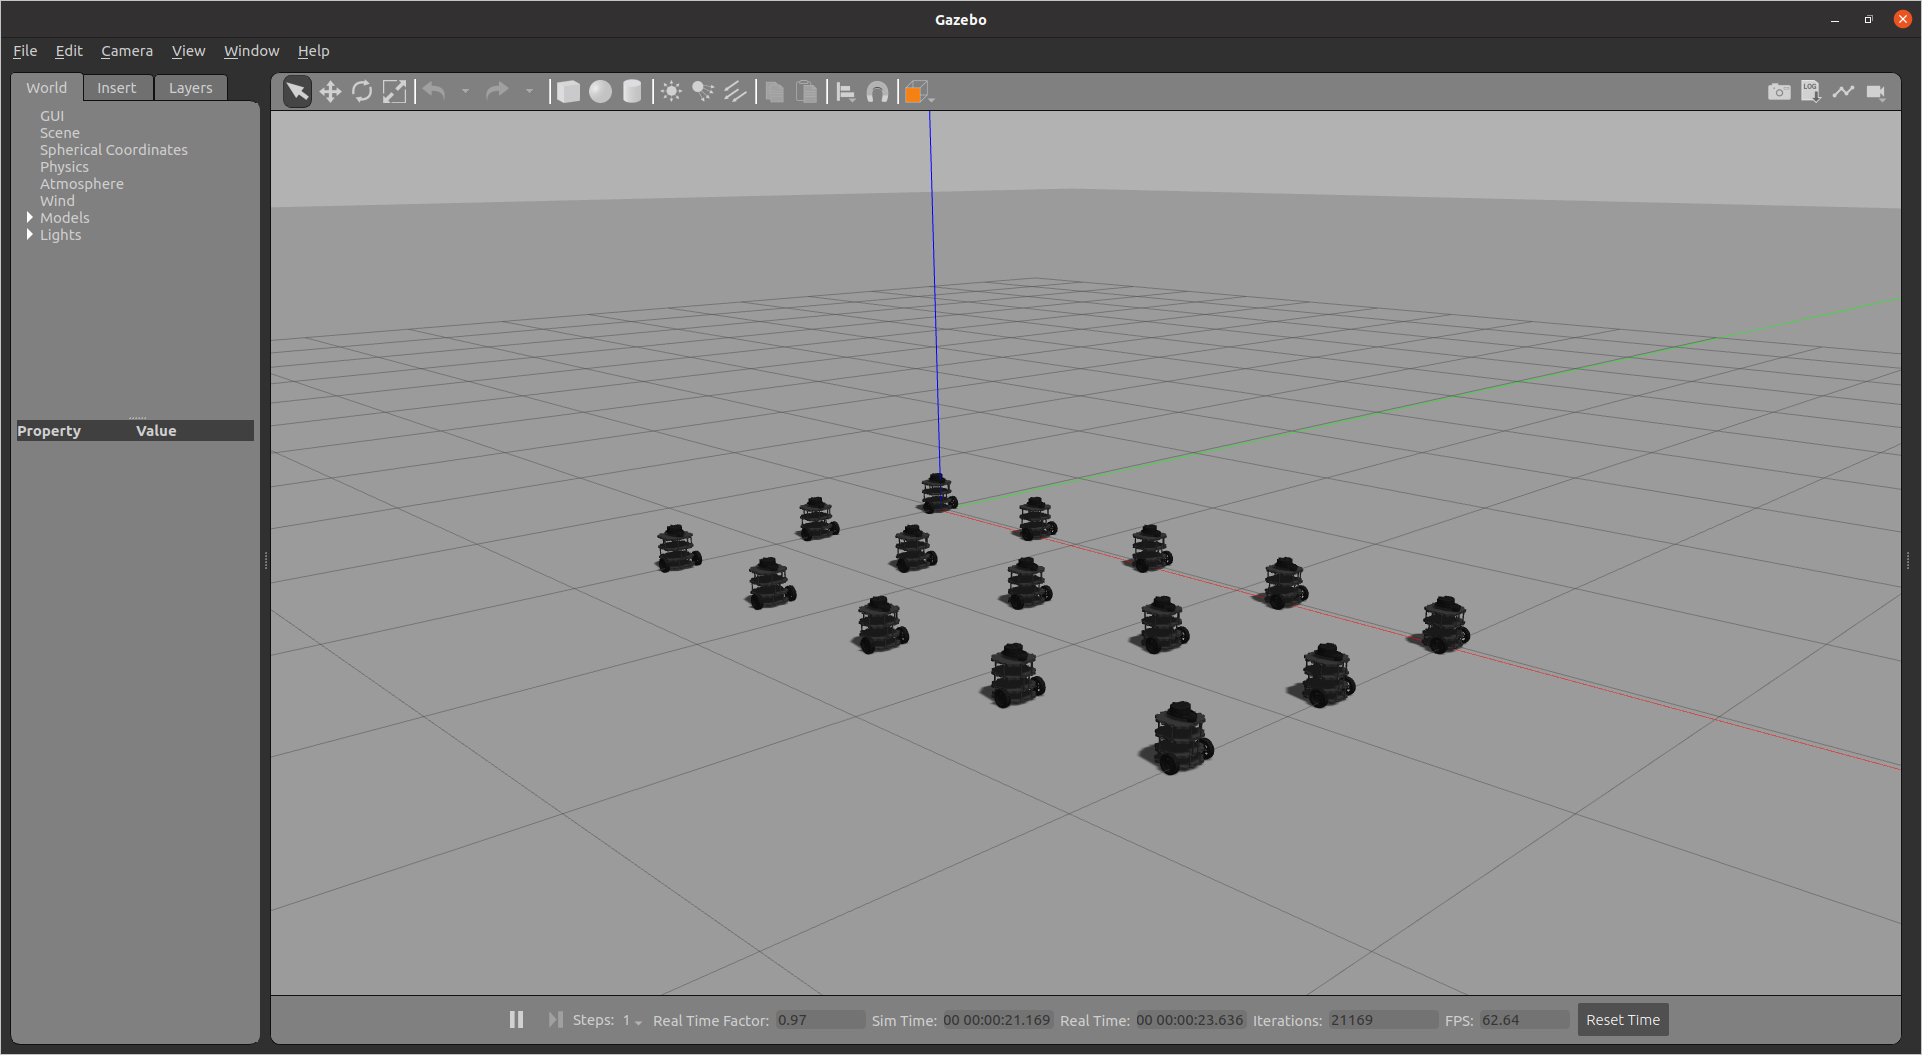 Gazebo
File Edit Camera View Window Help
World Insert Layers
LOG
GUI
Scene
Spherical Coordinates
Physics
Atmosphere
Wind
Models
Lights
Property Value
Steps: 1 Real Time Factor: 0.97 Sim Time: 00 00:00:21.169 Real Time: 00 00:00:23.636 Iterations: 21169 FPS: 62.64 Reset Time